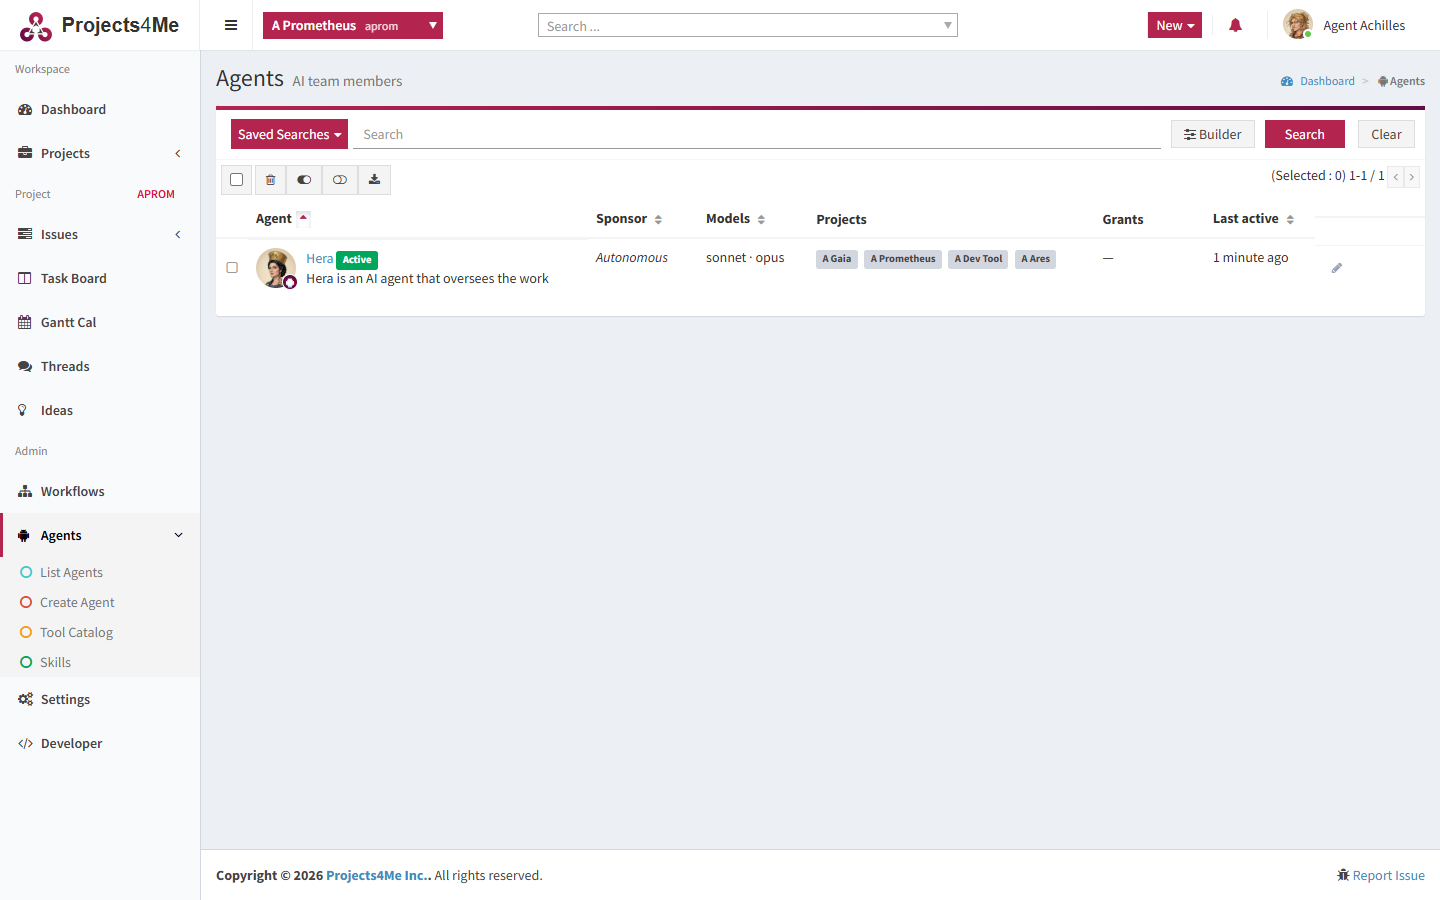 Projects4Me
A Prometheus aprom
Search ...
New
Agent Achilles
Workspace
Dashboard
Projects
Project APROM
Issues
Task Board
Gantt Cal
Threads
Ideas
Admin
Workflows
Agents
List Agents
Create Agent
Tool Catalog
Skills
Settings
Developer
Agents AI team members
Dashboard > Agents
Saved Searches Search Builder Search Clear
(Selected : 0) 1-1 / 1
Agent Sponsor Models Projects Grants Last active
Hera Active Autonomous sonnet · opus A Gaia A Prometheus A Dev Tool A Ares — 1 minute ago
Hera is an AI agent that oversees the work
Copyright © 2026 Projects4Me Inc.. All rights reserved.
Report Issue